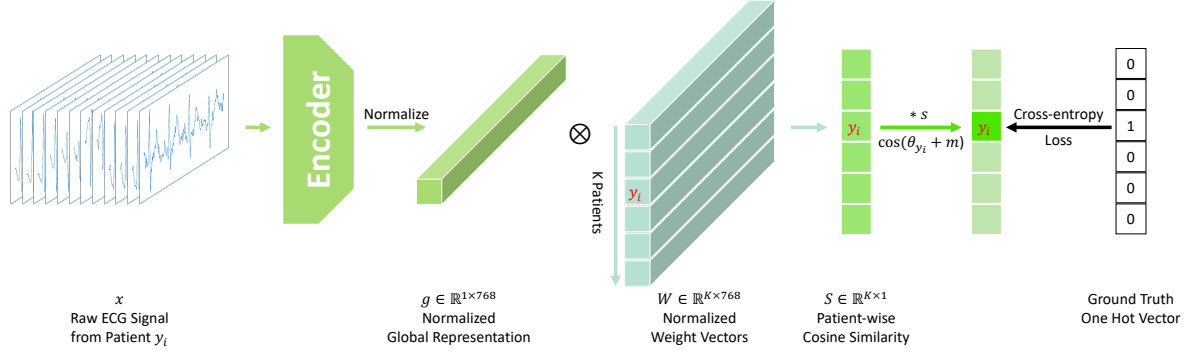 Encoder
Normalize
⊗
K Patients
y_i
y_i
* s
cos(θ_{y_i} + m)
y_i
Cross-entropy
Loss
0
0
1
0
0
0
x
Raw ECG Signal
from Patient y_i
g ∈ ℝ^{1×768}
Normalized
Global Representation
W ∈ ℝ^{K×768}
Normalized
Weight Vectors
S ∈ ℝ^{K×1}
Patient-wise
Cosine Similarity
Ground Truth
One Hot Vector